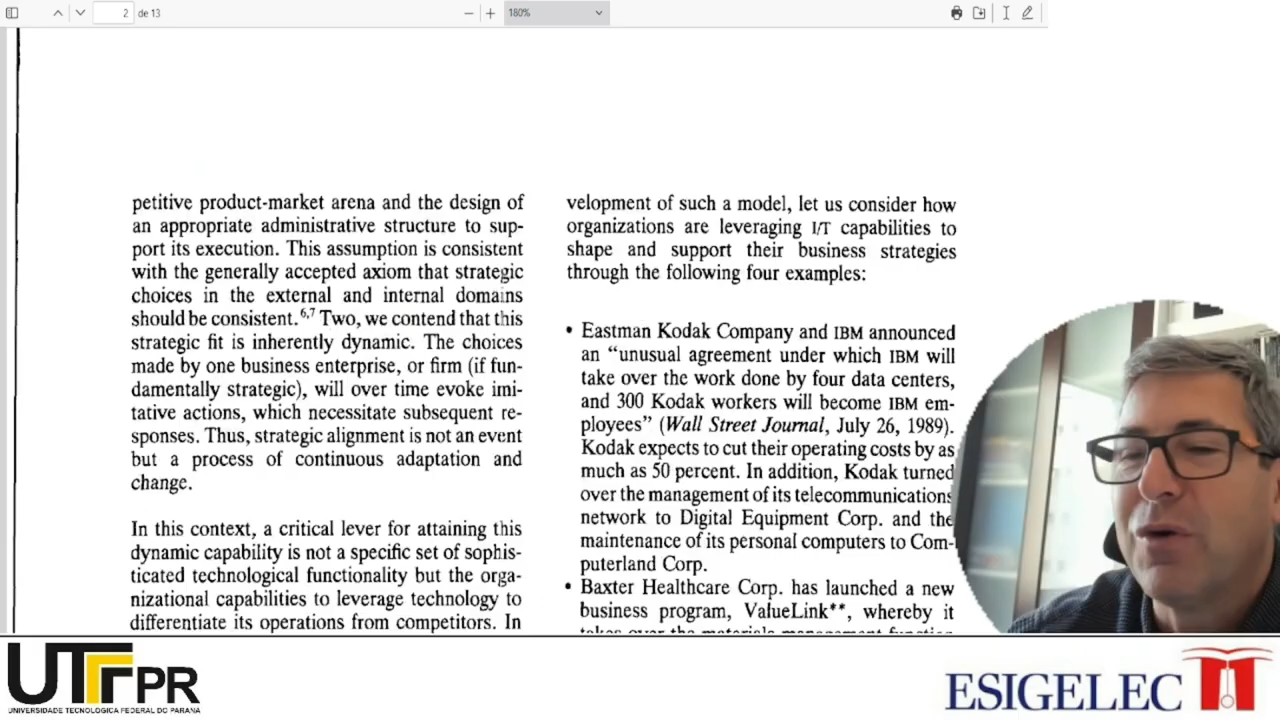 2 de 13
180%
petitive product-market arena and the design of
an appropriate administrative structure to sup-
port its execution. This assumption is consistent
with the generally accepted axiom that strategic
choices in the external and internal domains
should be consistent.6,7 Two, we contend that this
strategic fit is inherently dynamic. The choices
made by one business enterprise, or firm (if fun-
damentally strategic), will over time evoke imi-
tative actions, which necessitate subsequent re-
sponses. Thus, strategic alignment is not an event
but a process of continuous adaptation and
change.
In this context, a critical lever for attaining this
dynamic capability is not a specific set of sophis-
ticated technological functionality but the orga-
nizational capabilities to leverage technology to
differentiate its operations from competitors. In
velopment of such a model, let us consider how
organizations are leveraging I/T capabilities to
shape and support their business strategies
through the following four examples:
• Eastman Kodak Company and IBM announced
an “unusual agreement under which IBM will
take over the work done by four data centers,
and 300 Kodak workers will become IBM em-
ployees” (Wall Street Journal, July 26, 1989).
Kodak expects to cut their operating costs by as
much as 50 percent. In addition, Kodak turned
over the management of its telecommunications
network to Digital Equipment Corp. and the
maintenance of its personal computers to Com-
puterland Corp.
• Baxter Healthcare Corp. has launched a new
business program, ValueLink**, whereby it
takes over the materials management function
UTFPR
UNIVERSIDADE TECNOLÓGICA FEDERAL DO PARANÁ
ESIGELEC